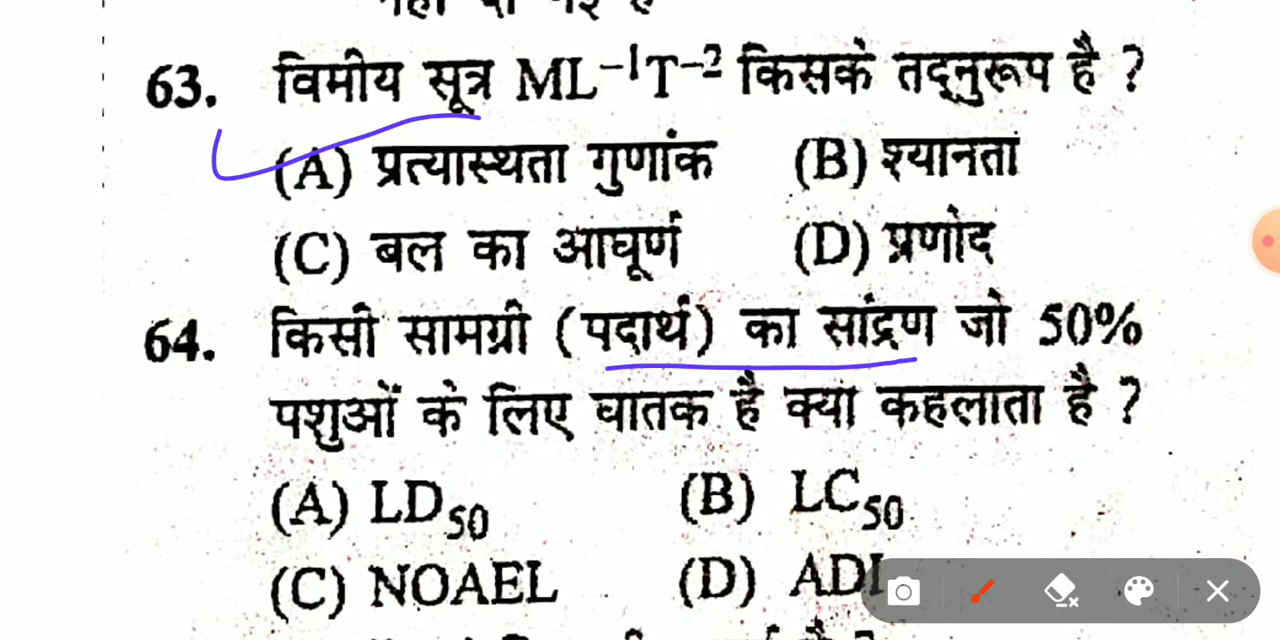 63. विमीय सूत्र ML⁻¹T⁻² किसके तद्नुरूप है ?
(A) प्रत्यास्थता गुणांक (B) श्यानता
(C) बल का आघूर्ण (D) प्रणोद
64. किसी सामग्री (पदार्थ) का सांद्रण जो 50%
पशुओं के लिए घातक है क्या कहलाता है ?
(A) LD₅₀ (B) LC₅₀
(C) NOAEL (D) ADI